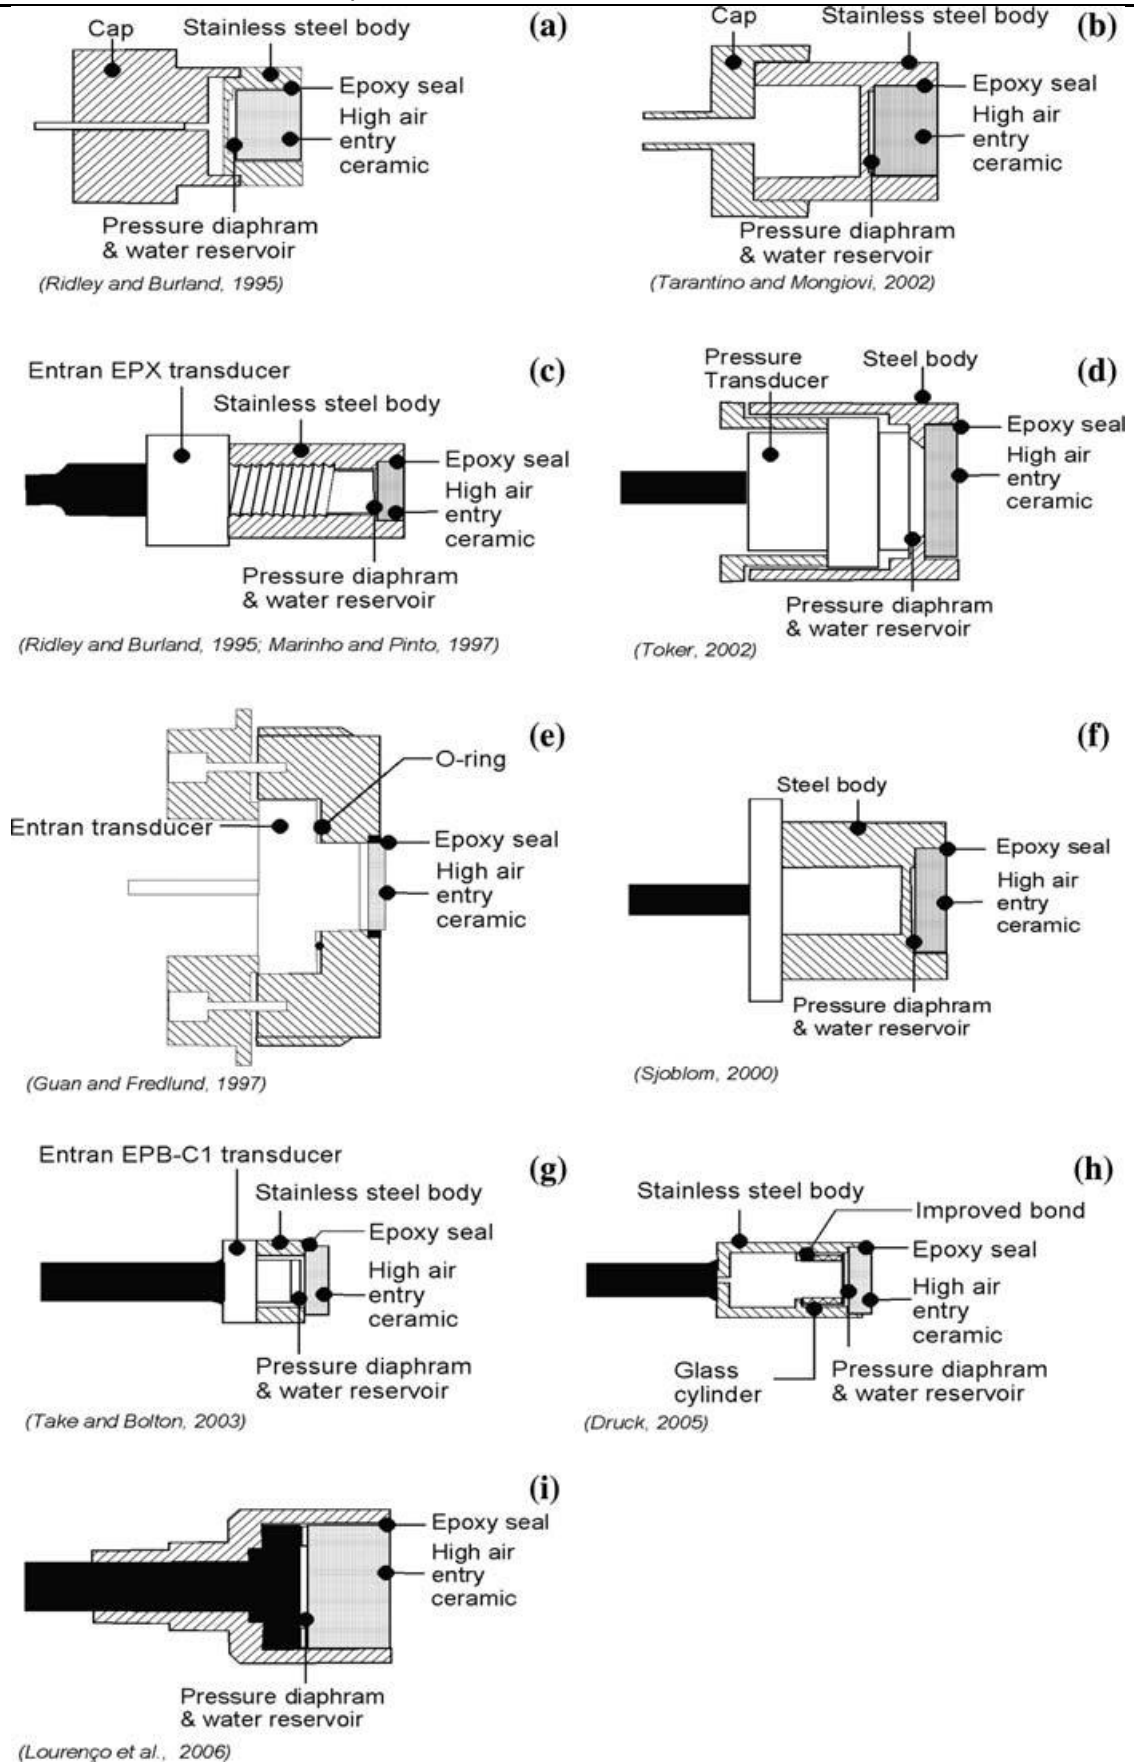 (a)
Cap
Stainless steel body
Epoxy seal
High air
entry
ceramic
Pressure diaphram
& water reservoir
(Ridley and Burland, 1995)
(b)
Cap
Stainless steel body
Epoxy seal
High air
entry
ceramic
Pressure diaphram
& water reservoir
(Tarantino and Mongiovi, 2002)
(c)
Entran EPX transducer
Stainless steel body
Epoxy seal
High air
entry
ceramic
Pressure diaphram
& water reservoir
(Ridley and Burland, 1995; Marinho and Pinto, 1997)
(d)
Pressure
Transducer
Steel body
Epoxy seal
High air
entry
ceramic
Pressure diaphram
& water reservoir
(Toker, 2002)
(e)
O-ring
Entran transducer
Epoxy seal
High air
entry
ceramic
(Guan and Fredlund, 1997)
(f)
Steel body
Epoxy seal
High air
entry
ceramic
Pressure diaphram
& water reservoir
(Sjoblom, 2000)
(g)
Entran EPB-C1 transducer
Stainless steel body
Epoxy seal
High air
entry
ceramic
Pressure diaphram
& water reservoir
(Take and Bolton, 2003)
(h)
Stainless steel body
Improved bond
Epoxy seal
High air
entry
ceramic
Glass
cylinder
Pressure diaphram
& water reservoir
(Druck, 2005)
(i)
Epoxy seal
High air
entry
ceramic
Pressure diaphram
& water reservoir
(Lourenço et al., 2006)